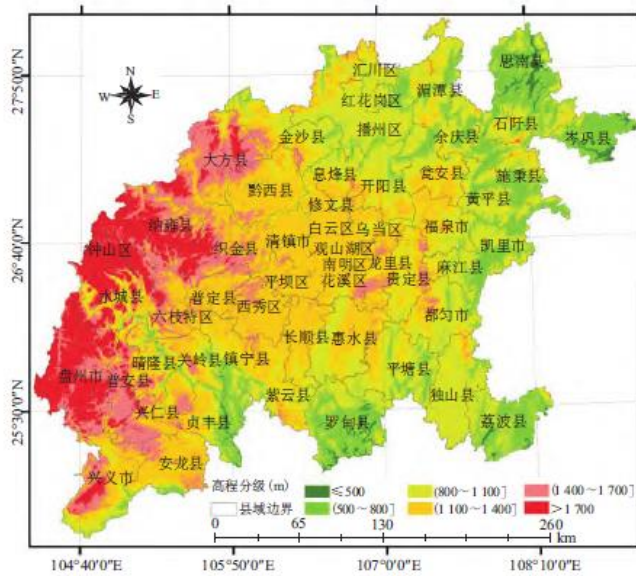 27°50′0″N
26°40′0″N
25°30′0″N
N
W
E
S
汇川区
思南县
红花岗区
湄潭县
播州区
石阡县
金沙县
余庆县
岑巩县
大方县
息烽县
瓮安县
施秉县
黔西县
开阳县
修文县
黄平县
纳雍县
白云区
乌当区
福泉市
钟山区
织金县
清镇市
观山湖区
凯里市
南明区
龙里县
麻江县
水城县
普定县
平坝区
花溪区
贵定县
六枝特区
西秀区
都匀市
长顺县
惠水县
晴隆县
关岭县
镇宁县
盘州市
普安县
平塘县
紫云县
独山县
兴仁县
贞丰县
罗甸县
荔波县
安龙县
兴义市
高程分级(m)
≤500
(800~1 100]
(1 400~1 700]
县域边界
(500~800]
(1 100~1 400]
>1 700
0
65
130
260
km
104°40′0″E
105°50′0″E
107°0′0″E
108°10′0″E